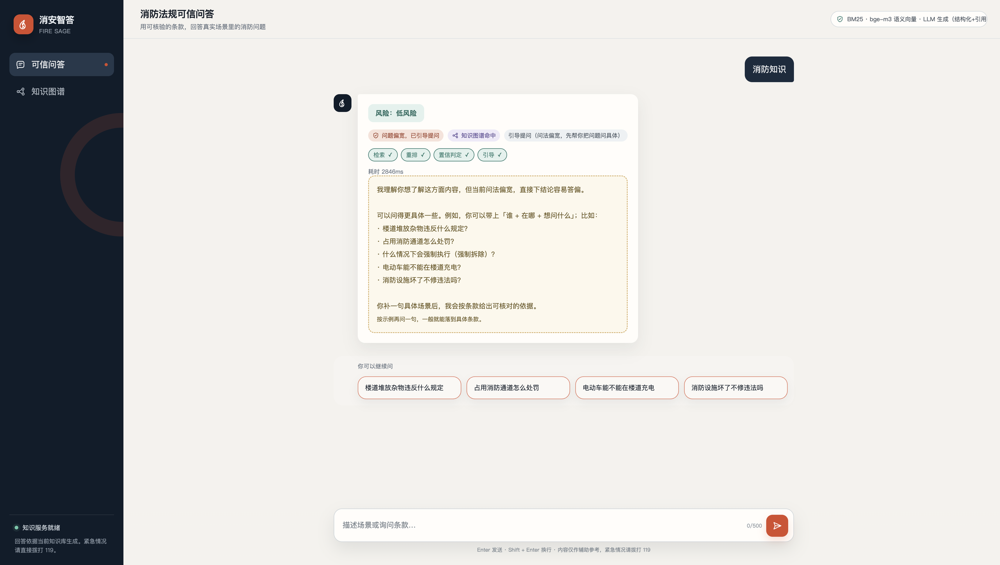 消安智答
FIRE SAGE
可信问答
知识图谱
知识服务就绪
回答依据当前知识库生成。紧急情况
请直接拨打 119。
消防法规可信问答
用可核验的条款，回答真实场景里的消防问题
BM25 · bge-m3 语义向量 · LLM 生成（结构化+引用
消防知识
风险：低风险
问题偏宽，已引导提问
知识图谱命中
引导提问（问法偏宽，先帮你把问题问具体）
检索 ✓
重排 ✓
置信判定 ✓
引导 ✓
耗时 2846ms
我理解你想了解这方面内容，但当前问法偏宽，直接下结论容易答偏。
可以问得更具体一些。例如，你可以带上「谁 + 在哪 + 想问什么」；比如：
· 楼道堆放杂物违反什么规定？
· 占用消防通道怎么处罚？
· 什么情况下会强制执行（强制拆除）？
· 电动车能不能在楼道充电？
· 消防设施坏了不修违法吗？
你补一句具体场景后，我会按条款给出可核对的依据。
按示例再问一句，一般就能落到具体条款。
你可以继续问
楼道堆放杂物违反什么规定
占用消防通道怎么处罚
电动车能不能在楼道充电
消防设施坏了不修违法吗
描述场景或询问条款…
0/500
Enter 发送 · Shift + Enter 换行 · 内容仅作辅助参考，紧急情况请拨打 119